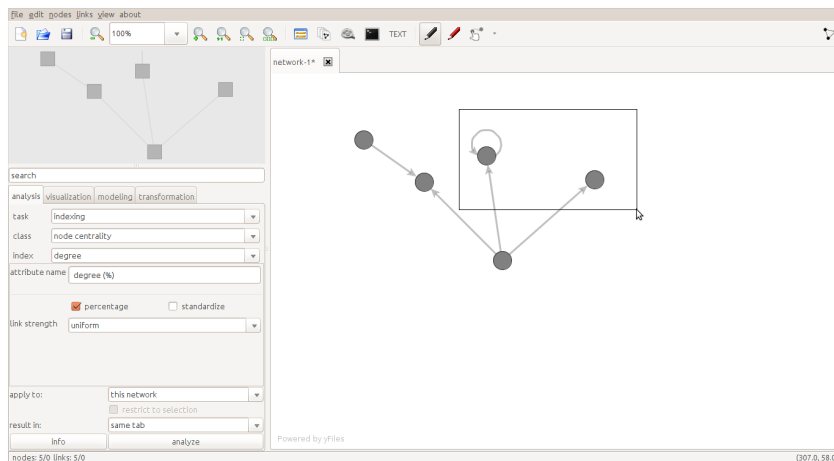 file edit nodes links view about
100%
TEXT
network-1*
search
analysis visualization modeling transformation
task indexing
class node centrality
index degree
attribute name degree (%)
percentage standardize
link strength uniform
apply to: this network
restrict to selection
result in: same tab
info analyze
Powered by yFiles
nodes: 5/0 links: 5/0 (307.0, 58.0